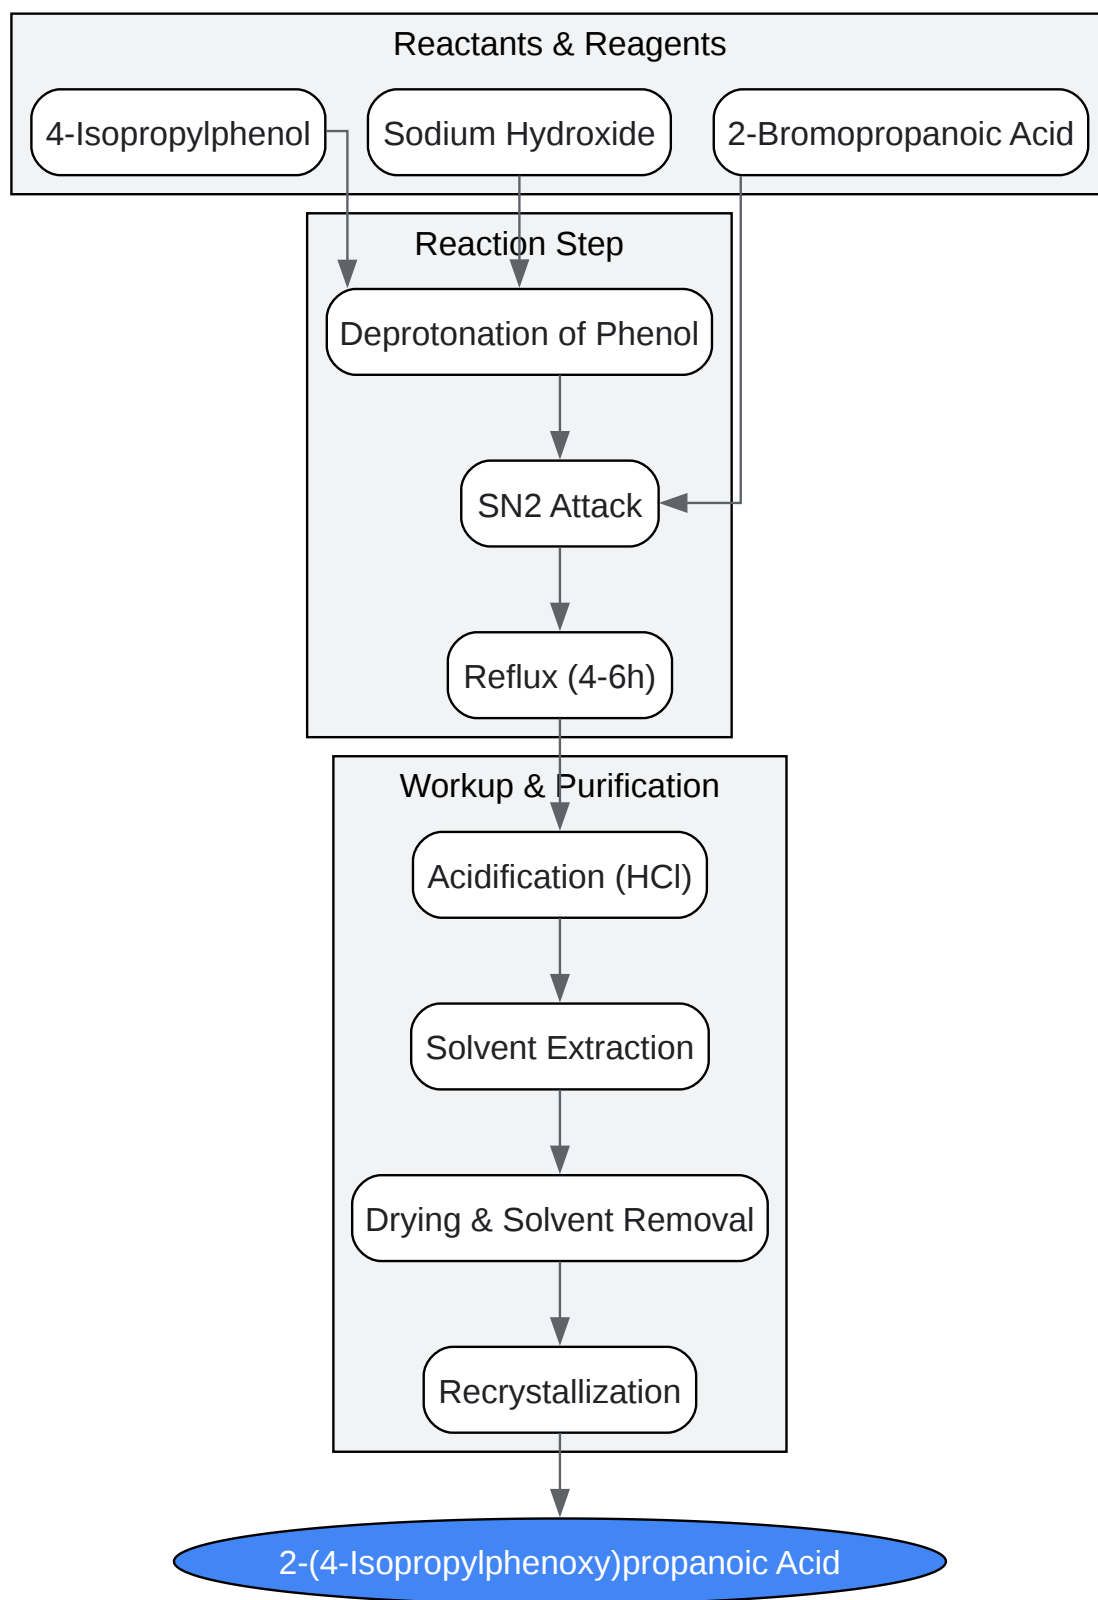 Reactants & Reagents
4-Isopropylphenol
Sodium Hydroxide
2-Bromopropanoic Acid
Reaction Step
Deprotonation of Phenol
SN2 Attack
Reflux (4-6h)
Workup & Purification
Acidification (HCl)
Solvent Extraction
Drying & Solvent Removal
Recrystallization
2-(4-Isopropylphenoxy)propanoic Acid